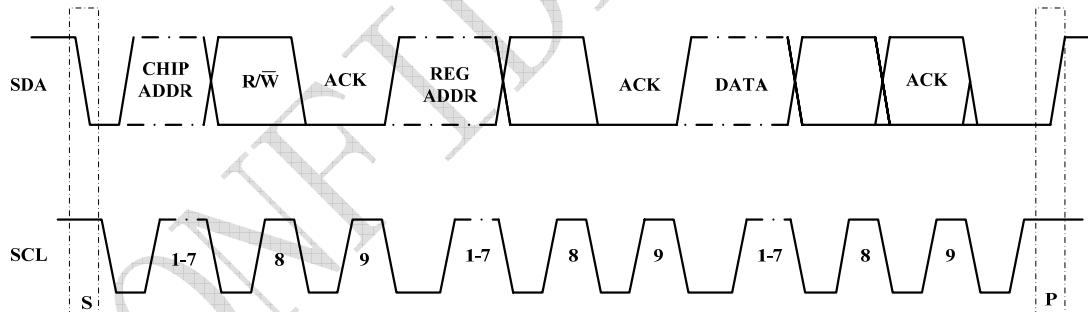 SDA CHIP ADDR R/W̅ ACK REG ADDR ACK DATA ACK
SCL 1-7 8 9 1-7 8 9 1-7 8 9
S P